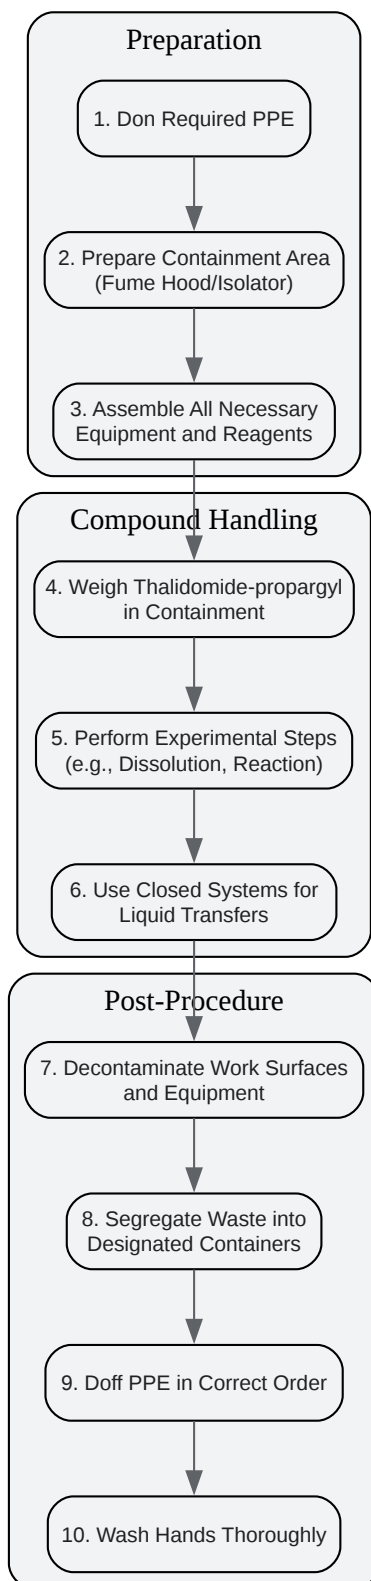 Preparation
1. Don Required PPE
2. Prepare Containment Area
(Fume Hood/Isolator)
3. Assemble All Necessary
Equipment and Reagents
Compound Handling
4. Weigh Thalidomide-propargyl
in Containment
5. Perform Experimental Steps
(e.g., Dissolution, Reaction)
6. Use Closed Systems for
Liquid Transfers
Post-Procedure
7. Decontaminate Work Surfaces
and Equipment
8. Segregate Waste into
Designated Containers
9. Doff PPE in Correct Order
10. Wash Hands Thoroughly